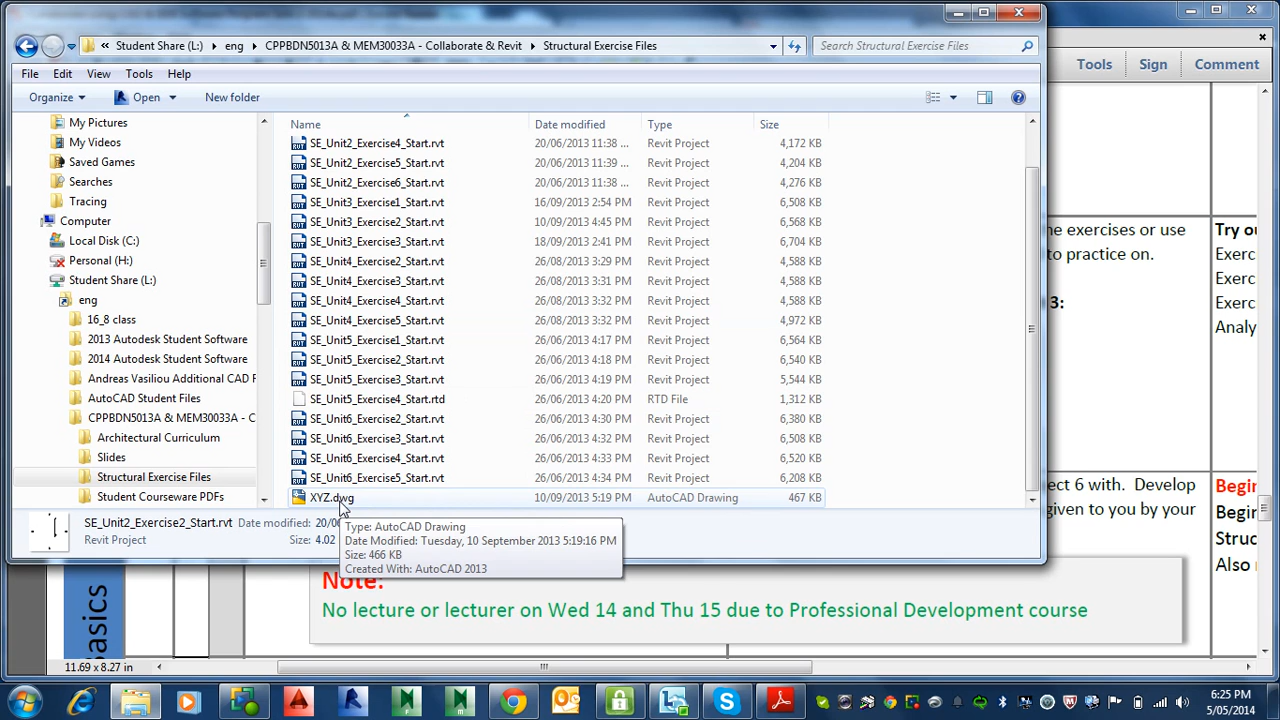 Student Share (L:) eng CPPBDN5013A & MEM30033A - Collaborate & Revit Structural Exercise Files Search Structural Exercise Files
File Edit View Tools Help
Organize Open New folder
Tools Sign Comment
My Pictures
My Videos
Saved Games
Searches
Tracing
Computer
Local Disk (C:)
Personal (H:)
Student Share (L:)
eng
16_8 class
2013 Autodesk Student Software
2014 Autodesk Student Software
Andreas Vasiliou Additional CAD F
AutoCAD Student Files
CPPBDN5013A & MEM30033A - C
Architectural Curriculum
Slides
Structural Exercise Files
Student Courseware PDFs
Name Date modified Type Size
SE_Unit2_Exercise4_Start.rvt 20/06/2013 11:38 ... Revit Project 4,172 KB
SE_Unit2_Exercise5_Start.rvt 20/06/2013 11:39 ... Revit Project 4,204 KB
SE_Unit2_Exercise6_Start.rvt 20/06/2013 11:38 ... Revit Project 4,276 KB
SE_Unit3_Exercise1_Start.rvt 16/09/2013 2:54 PM Revit Project 6,508 KB
SE_Unit3_Exercise2_Start.rvt 10/09/2013 4:45 PM Revit Project 6,568 KB
SE_Unit3_Exercise3_Start.rvt 18/09/2013 2:41 PM Revit Project 6,704 KB
SE_Unit4_Exercise2_Start.rvt 26/08/2013 3:29 PM Revit Project 4,588 KB
SE_Unit4_Exercise3_Start.rvt 26/08/2013 3:31 PM Revit Project 4,588 KB
SE_Unit4_Exercise4_Start.rvt 26/08/2013 3:32 PM Revit Project 4,588 KB
SE_Unit4_Exercise5_Start.rvt 26/08/2013 3:32 PM Revit Project 4,972 KB
SE_Unit5_Exercise1_Start.rvt 26/06/2013 4:17 PM Revit Project 6,564 KB
SE_Unit5_Exercise2_Start.rvt 26/06/2013 4:18 PM Revit Project 6,540 KB
SE_Unit5_Exercise3_Start.rvt 26/06/2013 4:19 PM Revit Project 5,544 KB
SE_Unit5_Exercise4_Start.rtd 26/06/2013 4:20 PM RTD File 1,312 KB
SE_Unit6_Exercise2_Start.rvt 26/06/2013 4:30 PM Revit Project 6,380 KB
SE_Unit6_Exercise3_Start.rvt 26/06/2013 4:32 PM Revit Project 6,508 KB
SE_Unit6_Exercise4_Start.rvt 26/06/2013 4:33 PM Revit Project 6,520 KB
SE_Unit6_Exercise5_Start.rvt 26/06/2013 4:34 PM Revit Project 6,208 KB
XYZ.dwg 10/09/2013 5:19 PM AutoCAD Drawing 467 KB
SE_Unit2_Exercise2_Start.rvt Date modified: 20/0
Revit Project Size: 4.02
Type: AutoCAD Drawing
Date Modified: Tuesday, 10 September 2013 5:19:16 PM
Size: 466 KB
Created With: AutoCAD 2013
ne exercises or use
to practice on.
3:
Try ou
Exerc
Exerc
Exerc
Analy
ect 6 with. Develop
given to you by your
Begin
Begin
Begin
Also r
Note:
No lecture or lecturer on Wed 14 and Thu 15 due to Professional Development course
asics
11.69 x 8.27 in
6:25 PM
5/05/2014